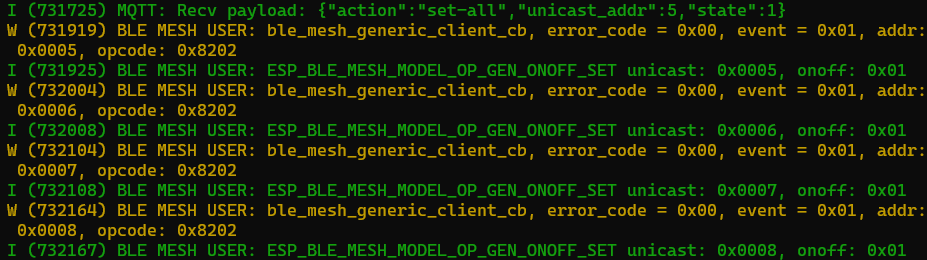 I (731725) MQTT: Recv payload: {"action":"set-all","unicast_addr":5,"state":1}
W (731919) BLE MESH USER: ble_mesh_generic_client_cb, error_code = 0x00, event = 0x01, addr:
0x0005, opcode: 0x8202
I (731925) BLE MESH USER: ESP_BLE_MESH_MODEL_OP_GEN_ONOFF_SET unicast: 0x0005, onoff: 0x01
W (732004) BLE MESH USER: ble_mesh_generic_client_cb, error_code = 0x00, event = 0x01, addr:
0x0006, opcode: 0x8202
I (732008) BLE MESH USER: ESP_BLE_MESH_MODEL_OP_GEN_ONOFF_SET unicast: 0x0006, onoff: 0x01
W (732104) BLE MESH USER: ble_mesh_generic_client_cb, error_code = 0x00, event = 0x01, addr:
0x0007, opcode: 0x8202
I (732108) BLE MESH USER: ESP_BLE_MESH_MODEL_OP_GEN_ONOFF_SET unicast: 0x0007, onoff: 0x01
W (732164) BLE MESH USER: ble_mesh_generic_client_cb, error_code = 0x00, event = 0x01, addr:
0x0008, opcode: 0x8202
I (732167) BLE MESH USER: ESP_BLE_MESH_MODEL_OP_GEN_ONOFF_SET unicast: 0x0008, onoff: 0x01